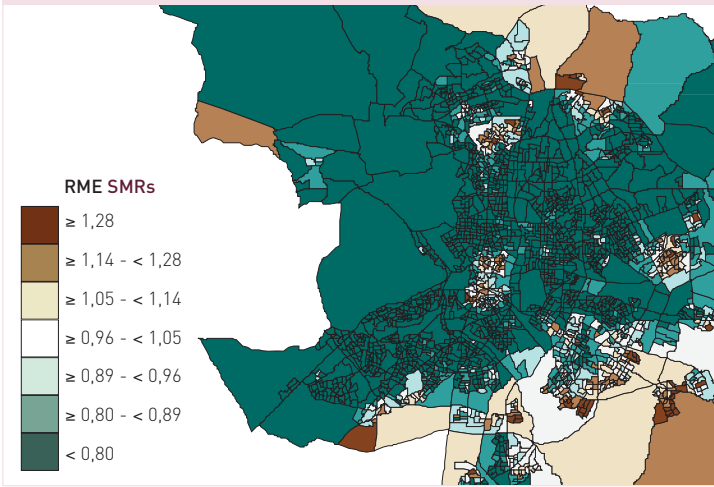 RME SMRs
≥ 1,28
≥ 1,14 - < 1,28
≥ 1,05 - < 1,14
≥ 0,96 - < 1,05
≥ 0,89 - < 0,96
≥ 0,80 - < 0,89
< 0,80